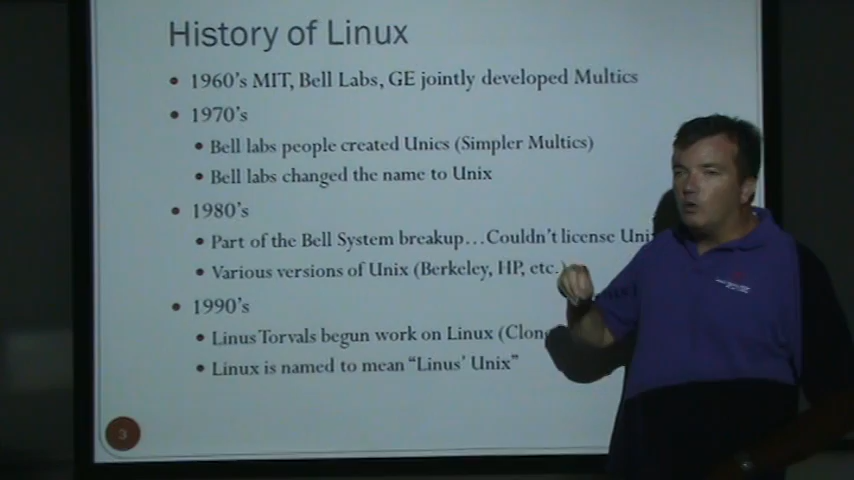 History of Linux
• 1960's MIT, Bell Labs, GE jointly developed Multics
• 1970's
• Bell labs people created Unics (Simpler Multics)
• Bell labs changed the name to Unix
• 1980's
• Part of the Bell System breakup…Couldn't license Uni
• Various versions of Unix (Berkeley, HP, etc.)
• 1990's
• Linus Torvals begun work on Linux (Clon
• Linux is named to mean “Linus' Unix”
3